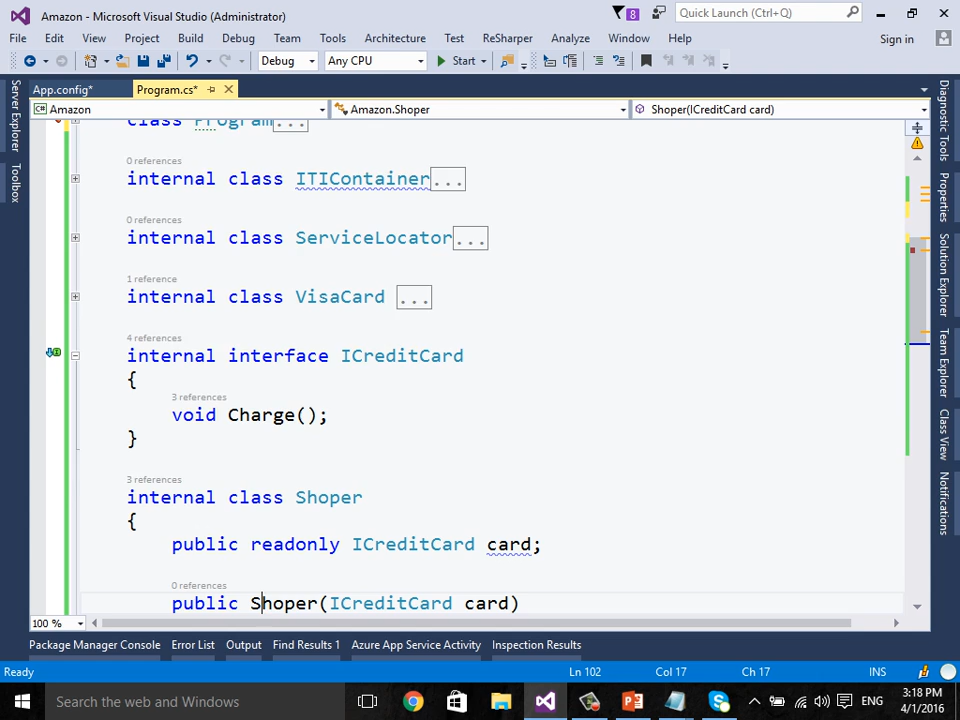 Amazon - Microsoft Visual Studio (Administrator)
8
Quick Launch (Ctrl+Q)
File Edit View Project Build Debug Team Tools Architecture Test ReSharper Analyze Window Help
Sign in
Debug Any CPU Start
App.config* Program.cs*
Amazon Amazon.Shoper Shoper(ICreditCard card)
Server Explorer
Toolbox
class Program...
0 references
internal class ITIContainer...
0 references
internal class ServiceLocator...
1 reference
internal class VisaCard ...
4 references
internal interface ICreditCard
{
3 references
void Charge();
}
3 references
internal class Shoper
{
public readonly ICreditCard card;
0 references
public Shoper(ICreditCard card)
Diagnostic Tools
Properties
Solution Explorer
Team Explorer
Class View
Notifications
100 %
Package Manager Console Error List Output Find Results 1 Azure App Service Activity Inspection Results
Ready Ln 102 Col 17 Ch 17 INS
Search the web and Windows
ENG
3:18 PM
4/1/2016